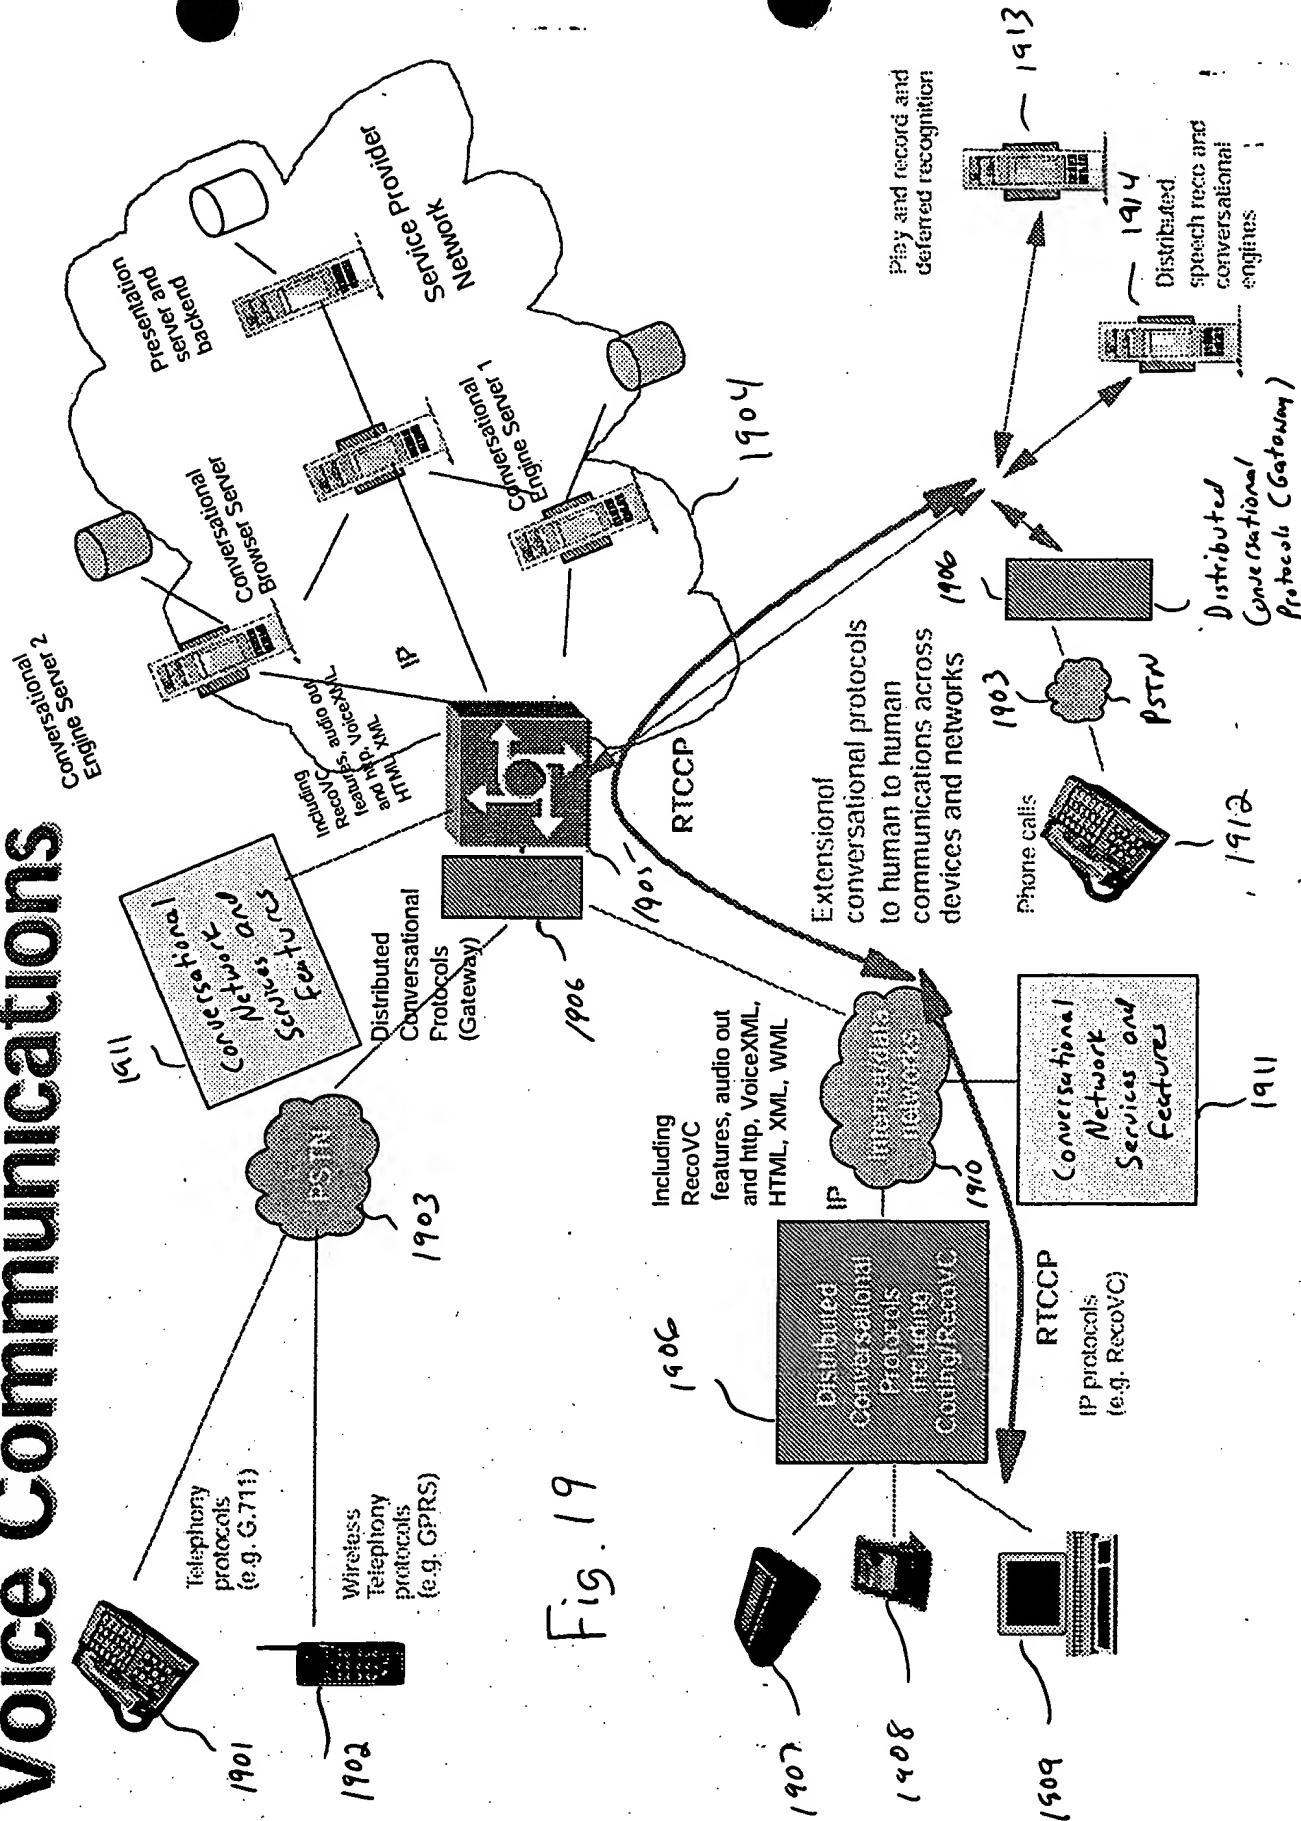 Voice Communications
Conversational
Engine Server 2
Conversational
Browser Server
Presentation
server and
backend
Service Provider
Network
Conversational
Engine Server 1
IP
Including
RecoVC
features, audio out
and http, VoiceXML,
HTML, XML
1911
Conversational
Network
Services and
Features
Distributed
Conversational
Protocols
(Gateway)
1906
1905
1904
RTCCP
PSTN
1903
Telephony
protocols
(e.g. G.711)
Wireless
Telephony
protocols
(e.g. GPRS)
1901
1902
Fig. 19
Including
RecoVC
features, audio out
and http, VoiceXML,
HTML, XML, WML
IP
1910
networks
1906
Distributed
Conversational
Protocols
including
Coding/RecoVC
1907
1908
1909
RTCCP
IP protocols
(e.g. RecoVC)
Conversational
Network
Services and
Features
1911
Extensionof
conversational protocols
to human to human
communications across
devices and networks
Phone calls
1912
1903
PSTN
1906
Distributed
Conversational
Protocols (Gateway)
Play and record and
deferred recognition
1913
1914
Distributed
speech reco and
conversational
engines